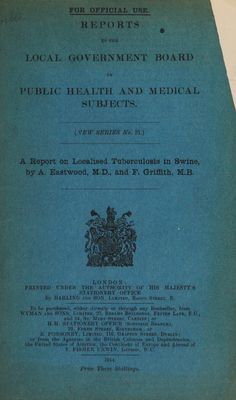 FOR OFFICIAL USE.
REPORTS
TO THE
LOCAL GOVERNMENT BOARD
ON
PUBLIC HEALTH AND MEDICAL
SUBJECTS.
(NEW SERIES No.
A Report on Localised Tuberculosis in Swine,
by A. Eastwood, M.D., and F. Griffith, M.B.
LONDON:
PRINTED UNDER THE AUTHORITY OF HIS MAJESTY'S
STATIONERY OFFICE
By DARLING AND SON, LIMITED, BACON STREET, E.
To be purchased, either directly or through any Bookseller, from
WYMAN AND SONS, LIMITED, 29, BREAMS BUILDINGS, FETTER LANE, E.C.,
and 54, ST. MARY STREET, CARDIFF; or
H.M. STATIONERY OFFICE (SCOTTISH BRANCH),
23, FORTH STREET, EDINBURGH; or
E. PONSONBY, LIMITED, 116, GRAFTON STREET, DUBLIN;
or from the Agencies in the British Colonies and Dependencies,
the United States of America, the Continent of Europe and Abroad of
T. FISHER UNWIN, LONDON, W.C.
1914.
Price Three Shillings.